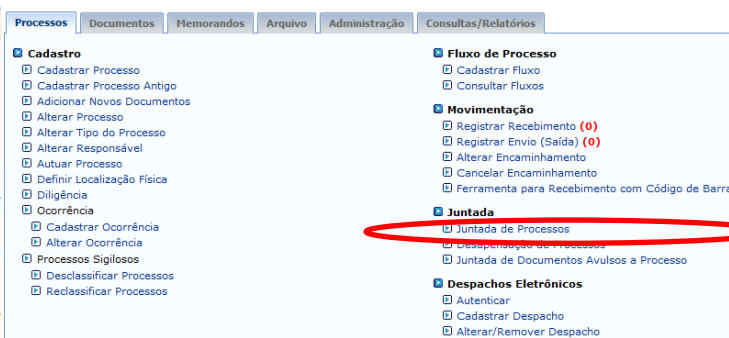 Processos Documentos Memorandos Arquivo Administração Consultas/Relatórios
Cadastro
Cadastrar Processo
Cadastrar Processo Antigo
Adicionar Novos Documentos
Alterar Processo
Alterar Tipo do Processo
Alterar Responsável
Autuar Processo
Definir Localização Física
Diligência
Ocorrência
Cadastrar Ocorrência
Alterar Ocorrência
Processos Sigilosos
Desclassificar Processos
Reclassificar Processos
Fluxo de Processo
Cadastrar Fluxo
Consultar Fluxos
Movimentação
Registrar Recebimento (0)
Registrar Envio (Saída) (0)
Alterar Encaminhamento
Cancelar Encaminhamento
Ferramenta para Recebimento com Código de Barra
Juntada
Juntada de Processos
Desapensação de Processos
Juntada de Documentos Avulsos a Processo
Despachos Eletrônicos
Autenticar
Cadastrar Despacho
Alterar/Remover Despacho